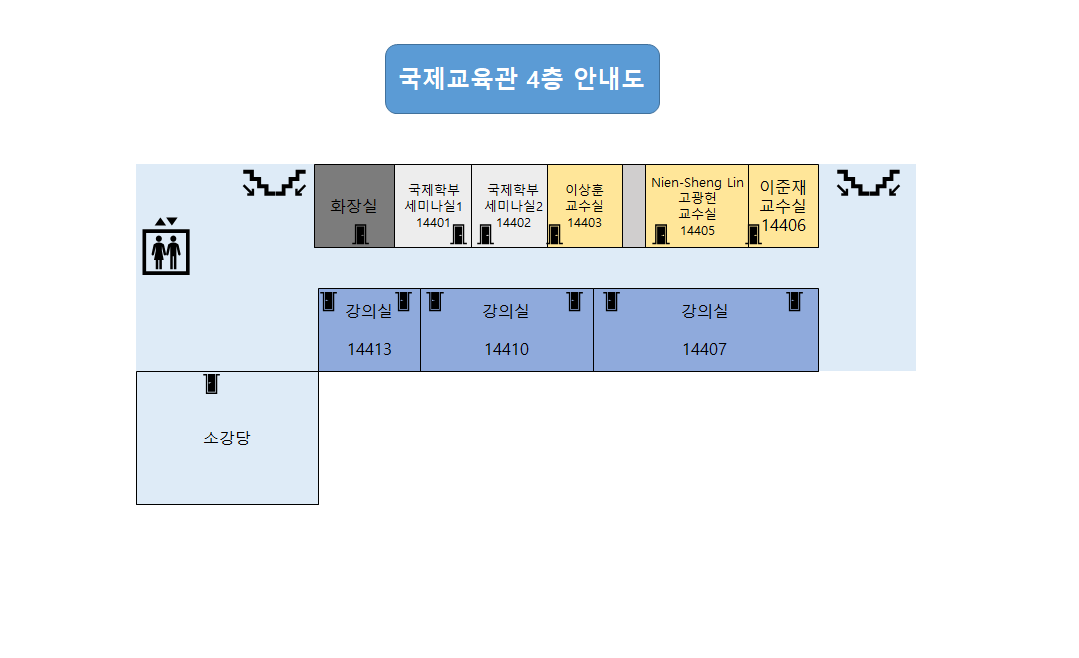 국제교육관 4층 안내도
화장실
국제학부
세미나실1
14401
국제학부
세미나실2
14402
이상훈
교수실
14403
Nien-Sheng Lin
고광헌
교수실
14405
이준재
교수실
14406
강의실
14413
강의실
14410
강의실
14407
소강당